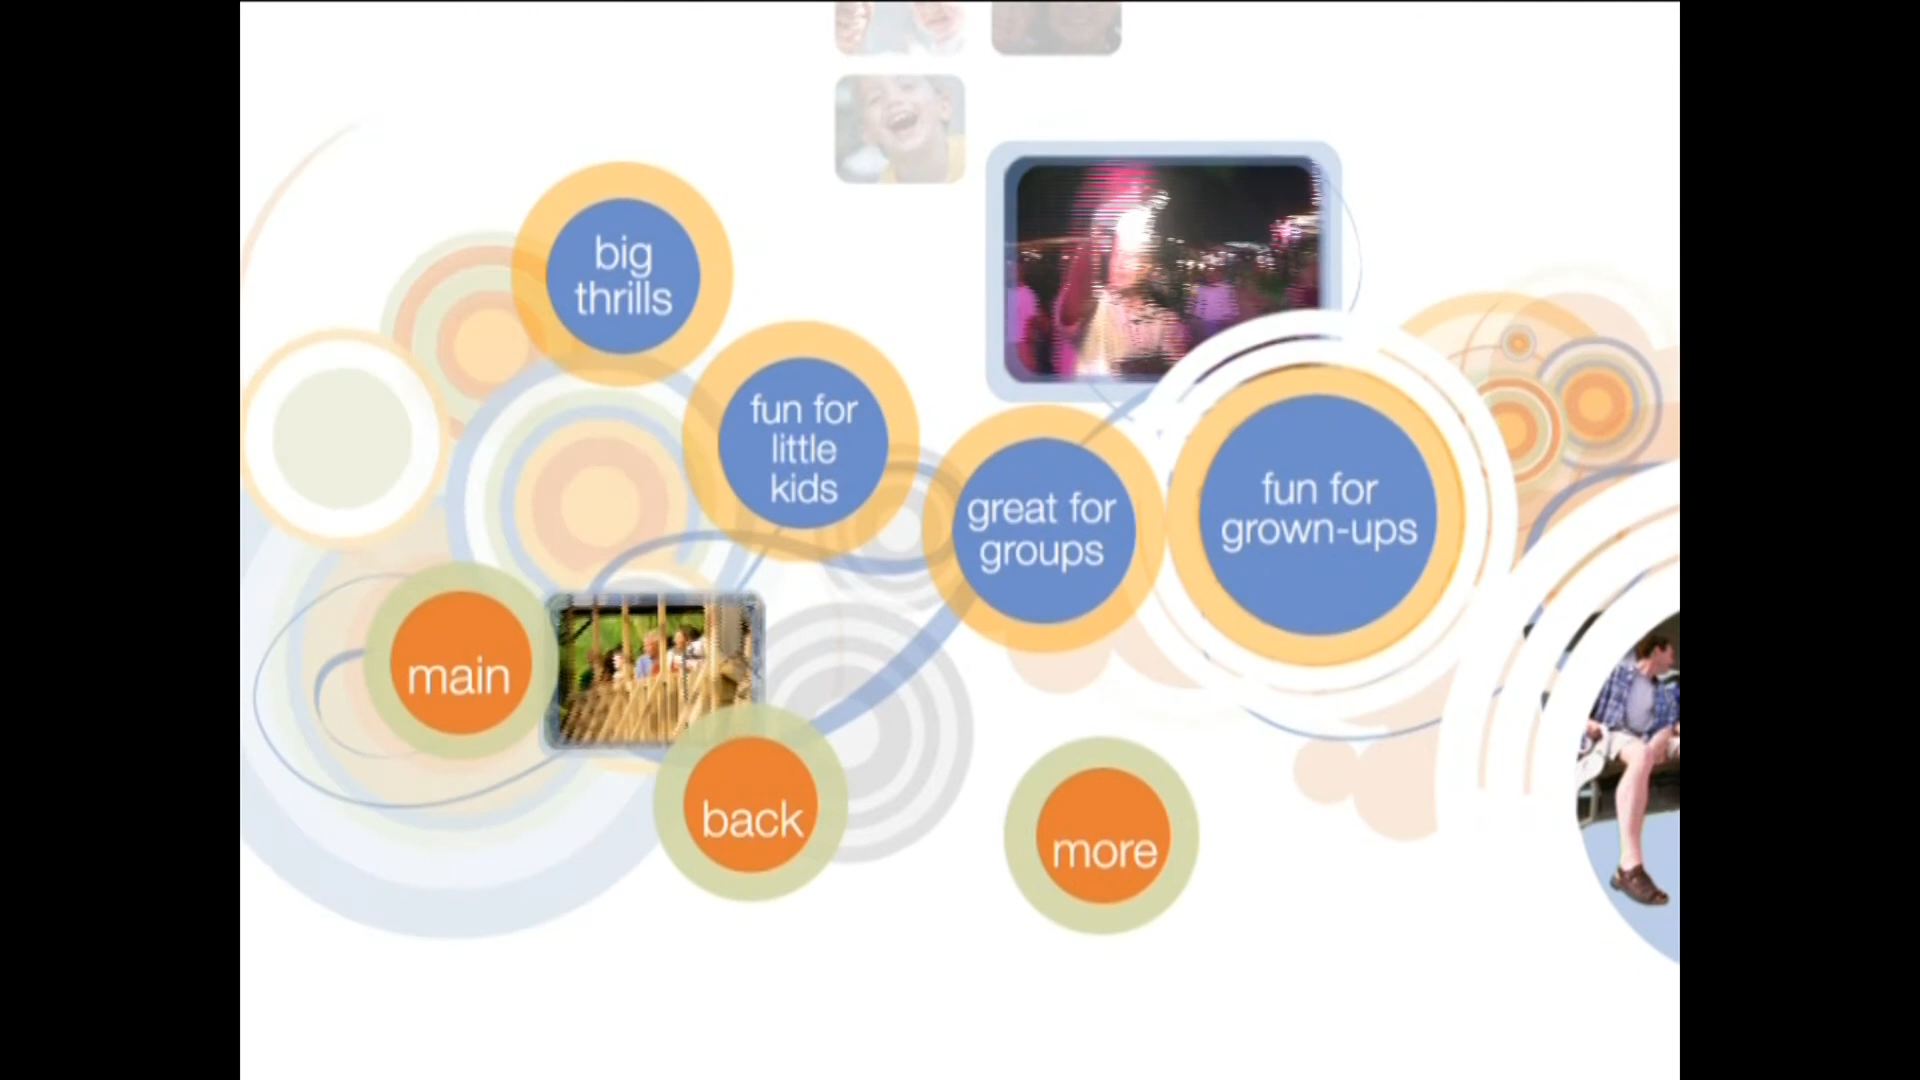 big
thrills
fun for
little
kids
great for
groups
fun for
grown-ups
main
back
more